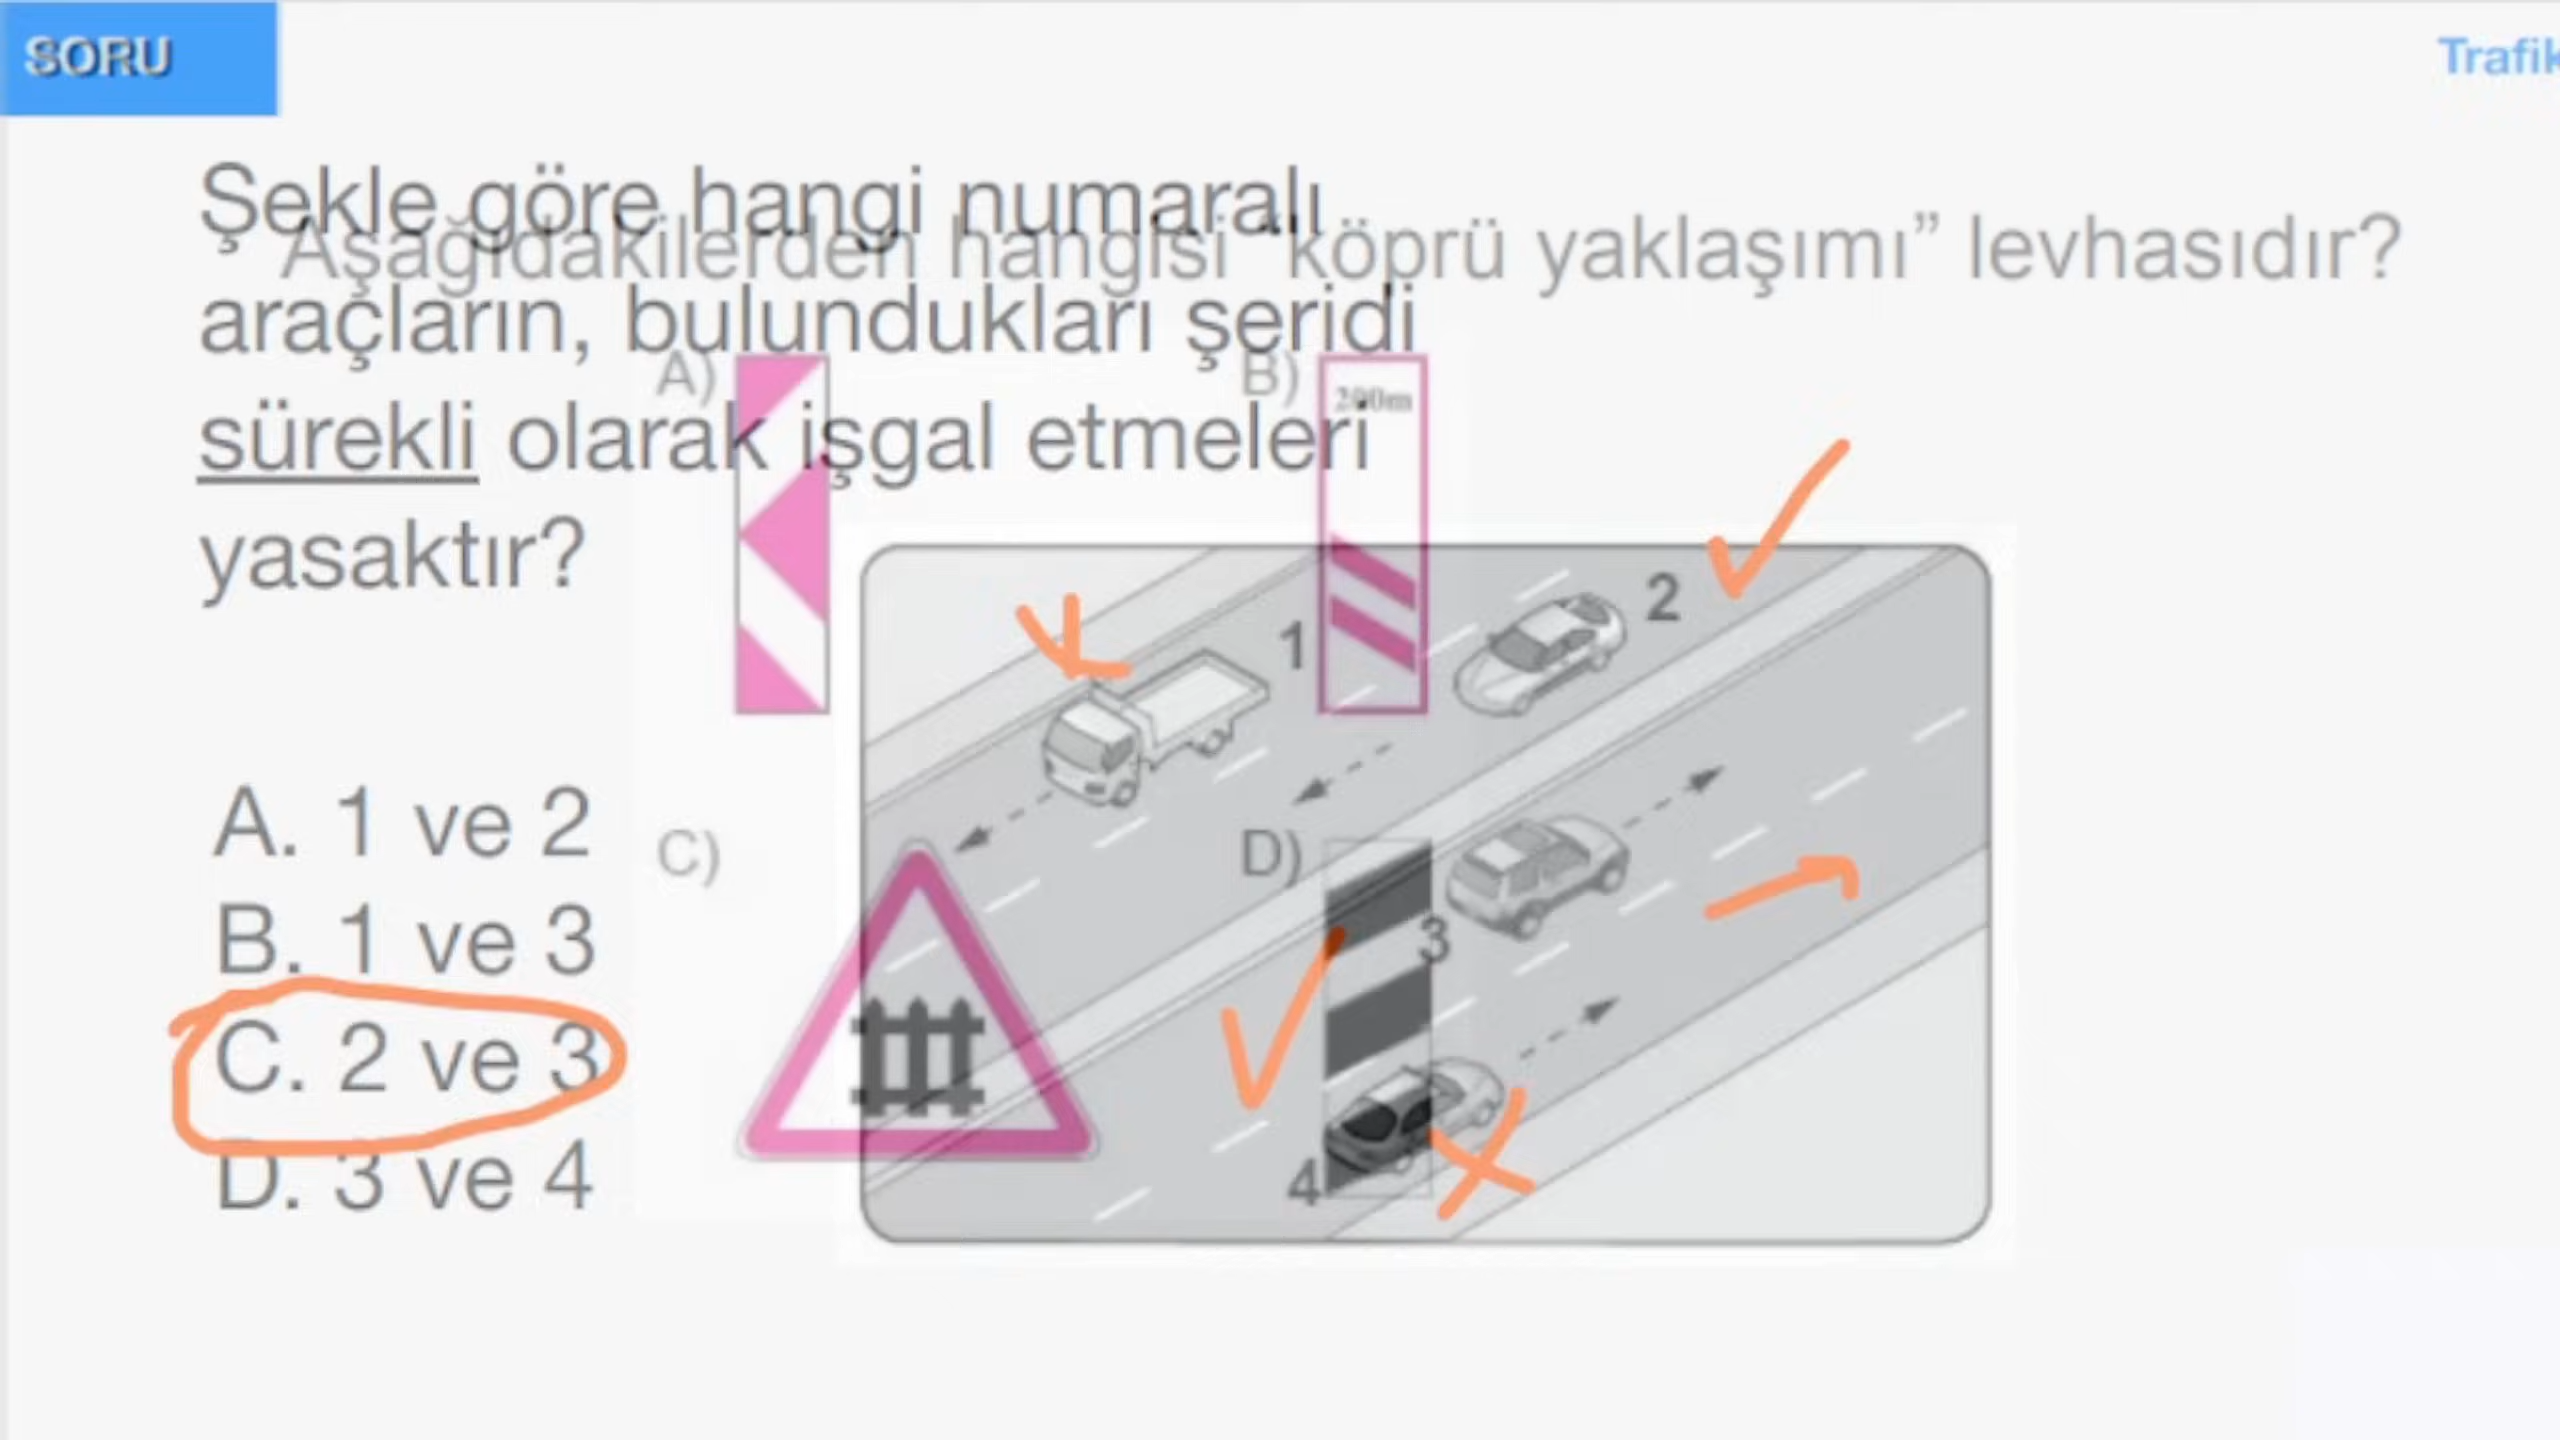 SORU
Trafik
Şekle göre hangi numaralı
Aşağıdakilerden hangisi “köprü yaklaşımı” levhasıdır?
araçların, bulundukları şeridi
A)
B)
200m
sürekli olarak işgal etmeleri
yasaktır?
1
2
A. 1 ve 2
C)
D)
B. 1 ve 3
3
C. 2 ve 3
D. 3 ve 4
4